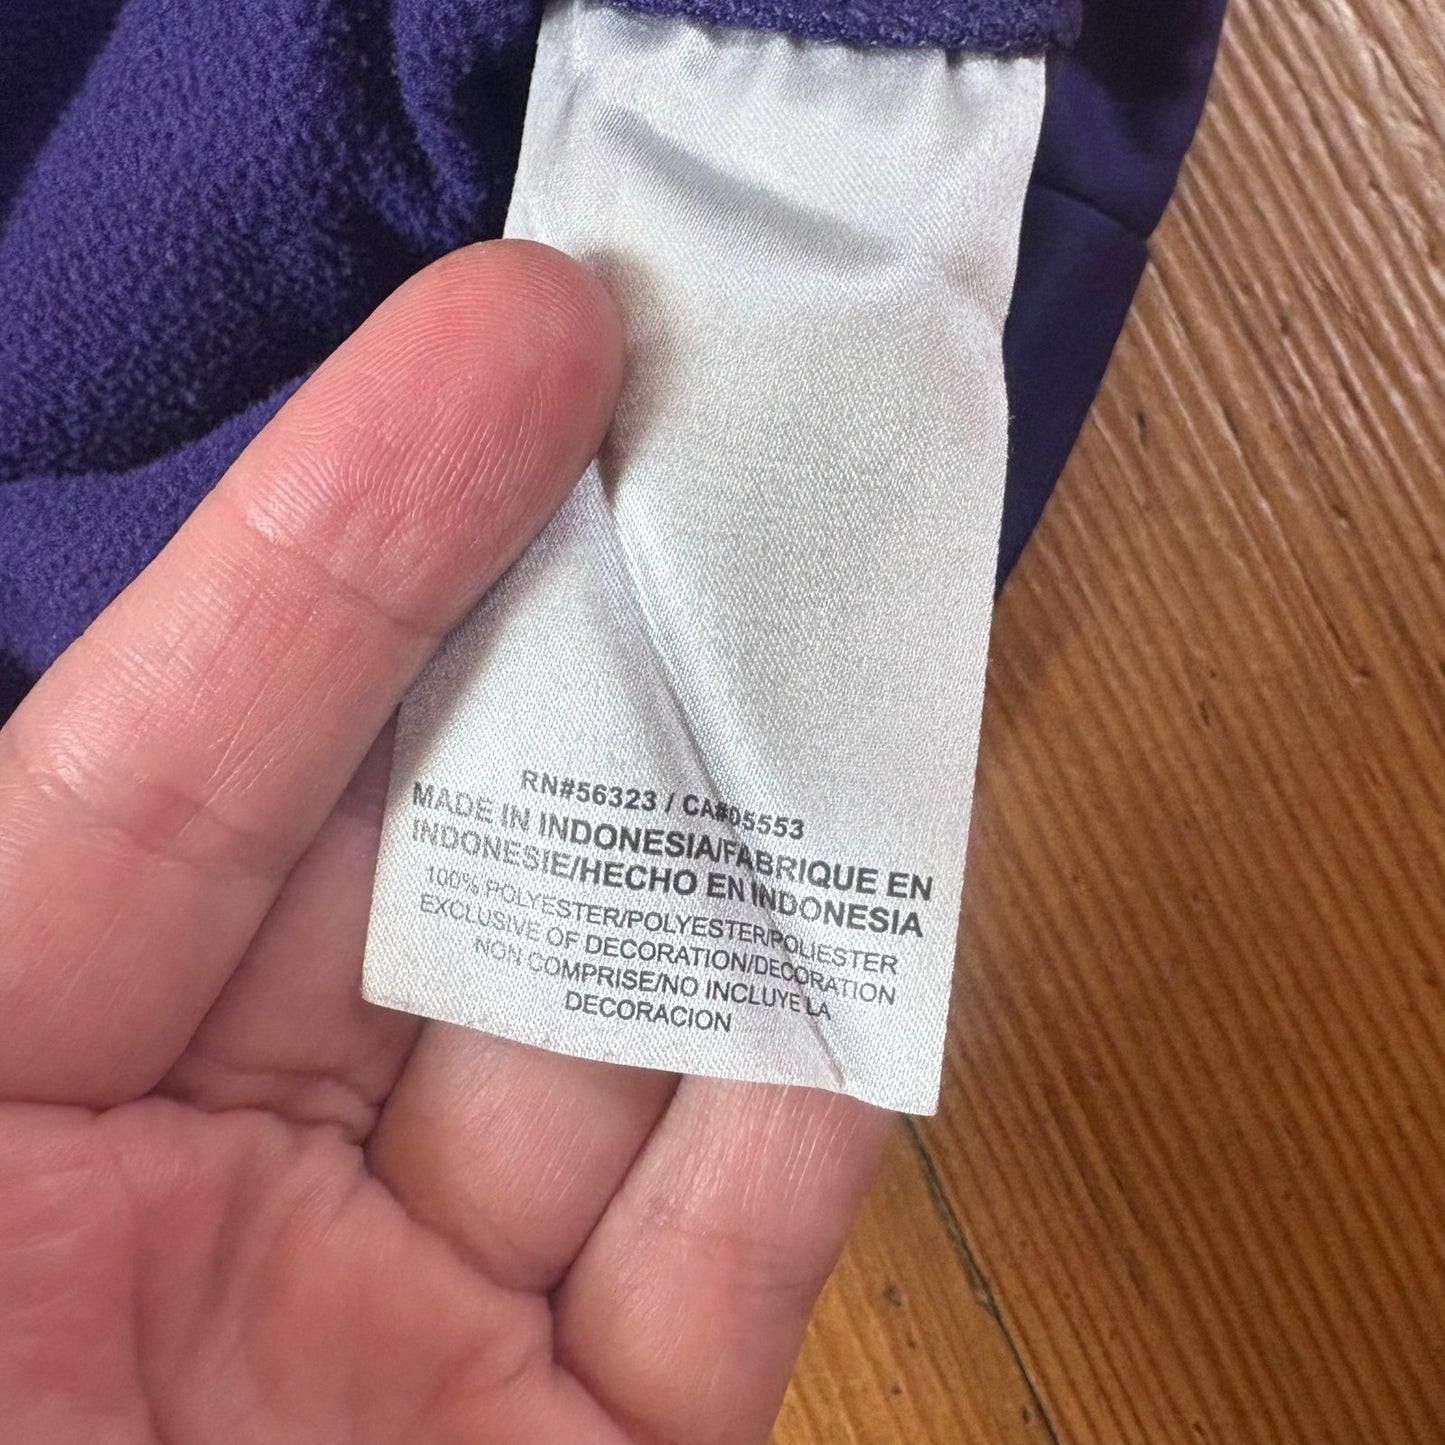 RN#56323 / CA#05553
MADE IN INDONESIA/FABRIQUE EN
INDONESIE/HECHO EN INDONESIA
100% POLYESTER/POLYESTER/POLIESTER
EXCLUSIVE OF DECORATION/DECORATION
NON COMPRISE/NO INCLUYE LA
DECORACION